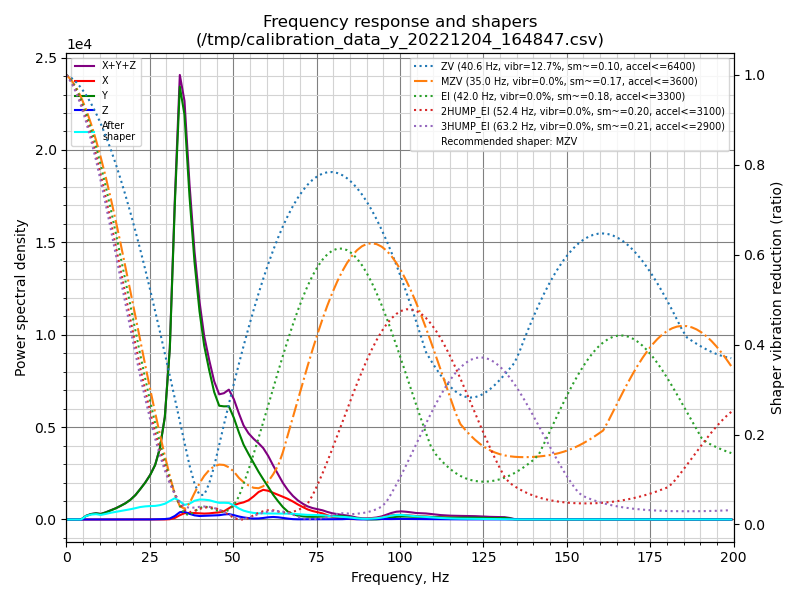 Frequency response and shapers
(/tmp/calibration_data_y_20221204_164847.csv)
1e4
2.5
2.0
1.5
1.0
0.5
0.0
Power spectral density
X+Y+Z
X
Y
Z
After
shaper
ZV (40.6 Hz, vibr=12.7%, sm~=0.10, accel<=6400)
MZV (35.0 Hz, vibr=0.0%, sm~=0.17, accel<=3600)
EI (42.0 Hz, vibr=0.0%, sm~=0.18, accel<=3300)
2HUMP_EI (52.4 Hz, vibr=0.0%, sm~=0.20, accel<=3100)
3HUMP_EI (63.2 Hz, vibr=0.0%, sm~=0.21, accel<=2900)
Recommended shaper: MZV
1.0
0.8
0.6
0.4
0.2
0.0
Shaper vibration reduction (ratio)
0 25 50 75 100 125 150 175 200
Frequency, Hz